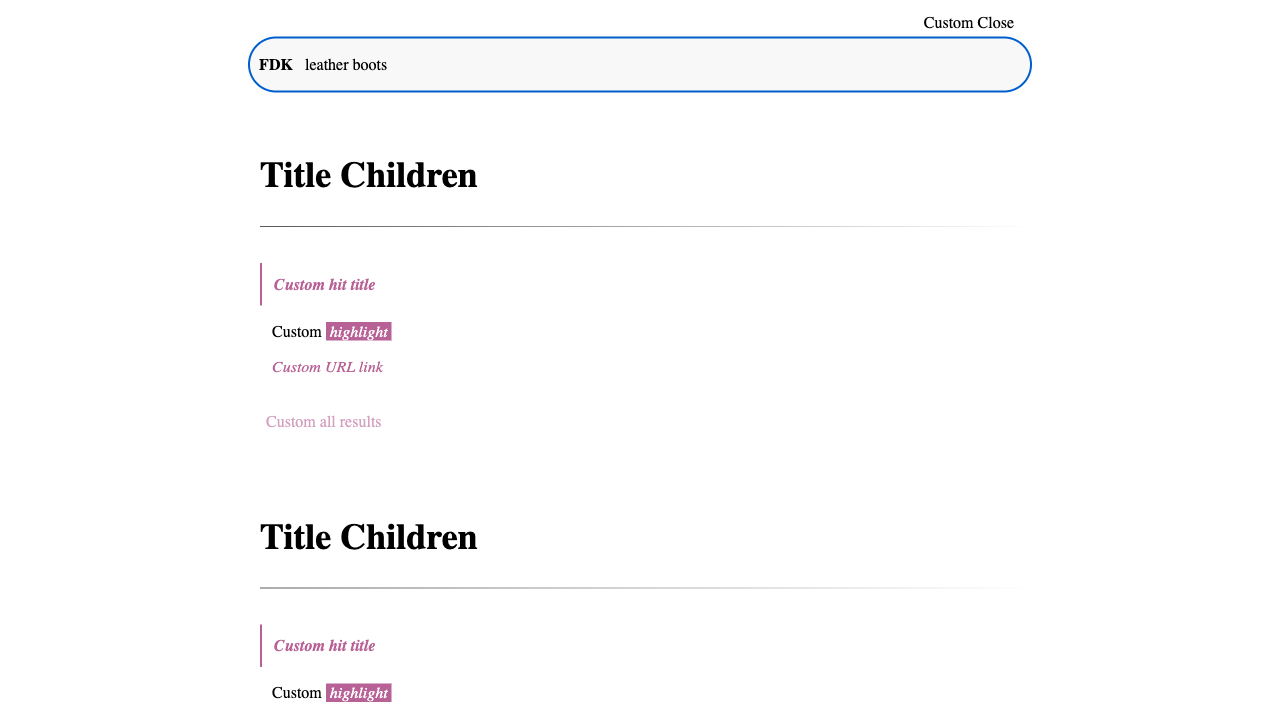 Custom Close
FDK leather boots
Title Children
Custom hit title
Custom highlight
Custom URL link
Custom all results
Title Children
Custom hit title
Custom highlight